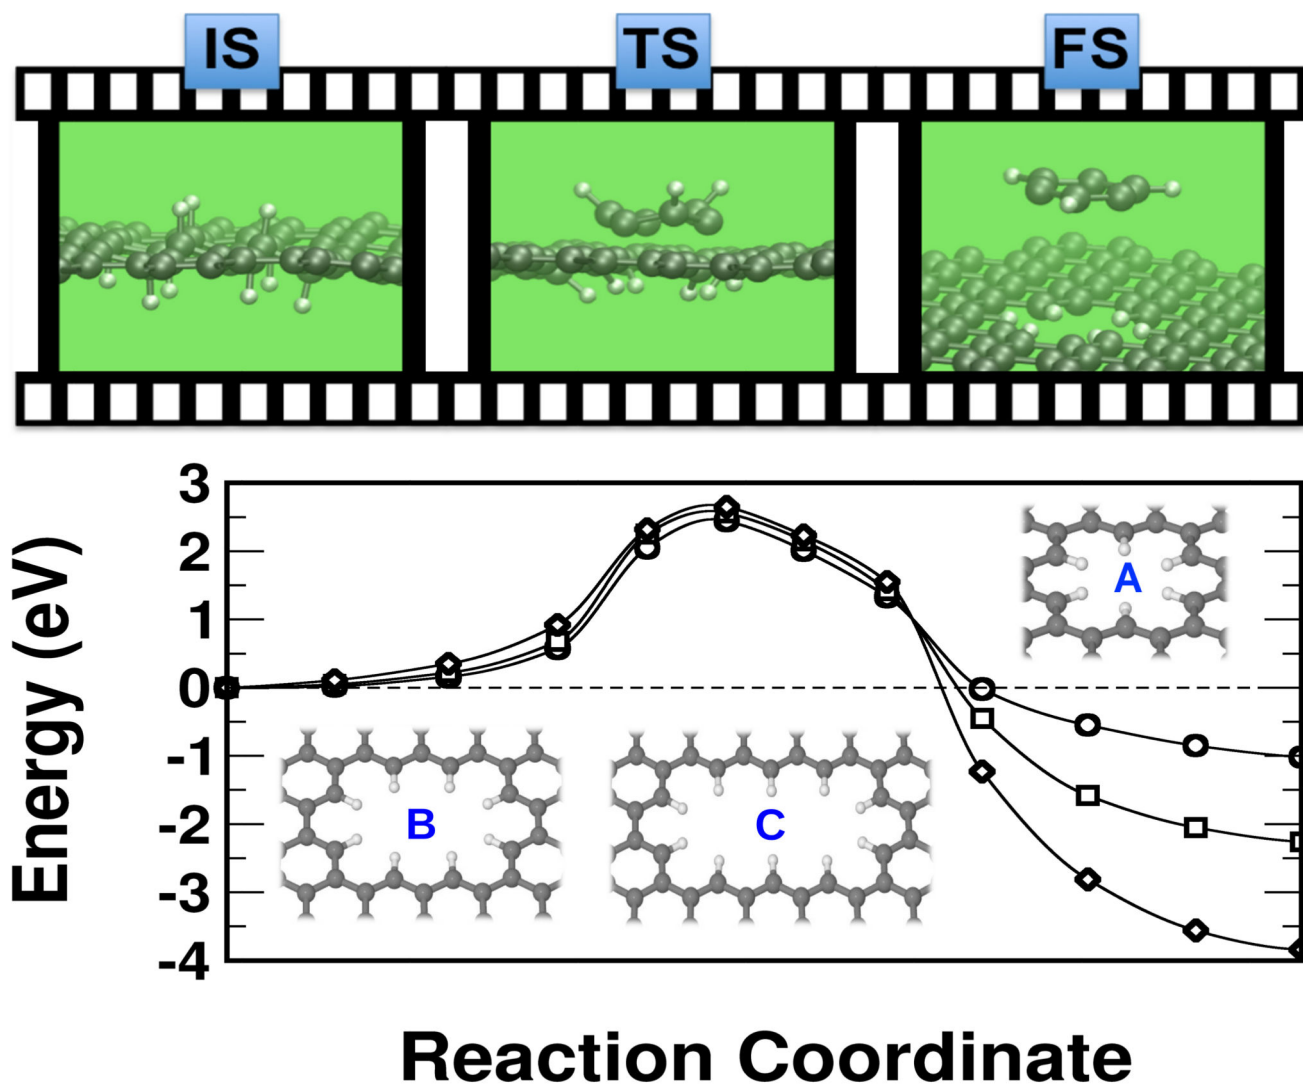 IS TS FS
3
2
1
0
-1
-2
-3
-4
Energy (eV)
A
B
C
Reaction Coordinate